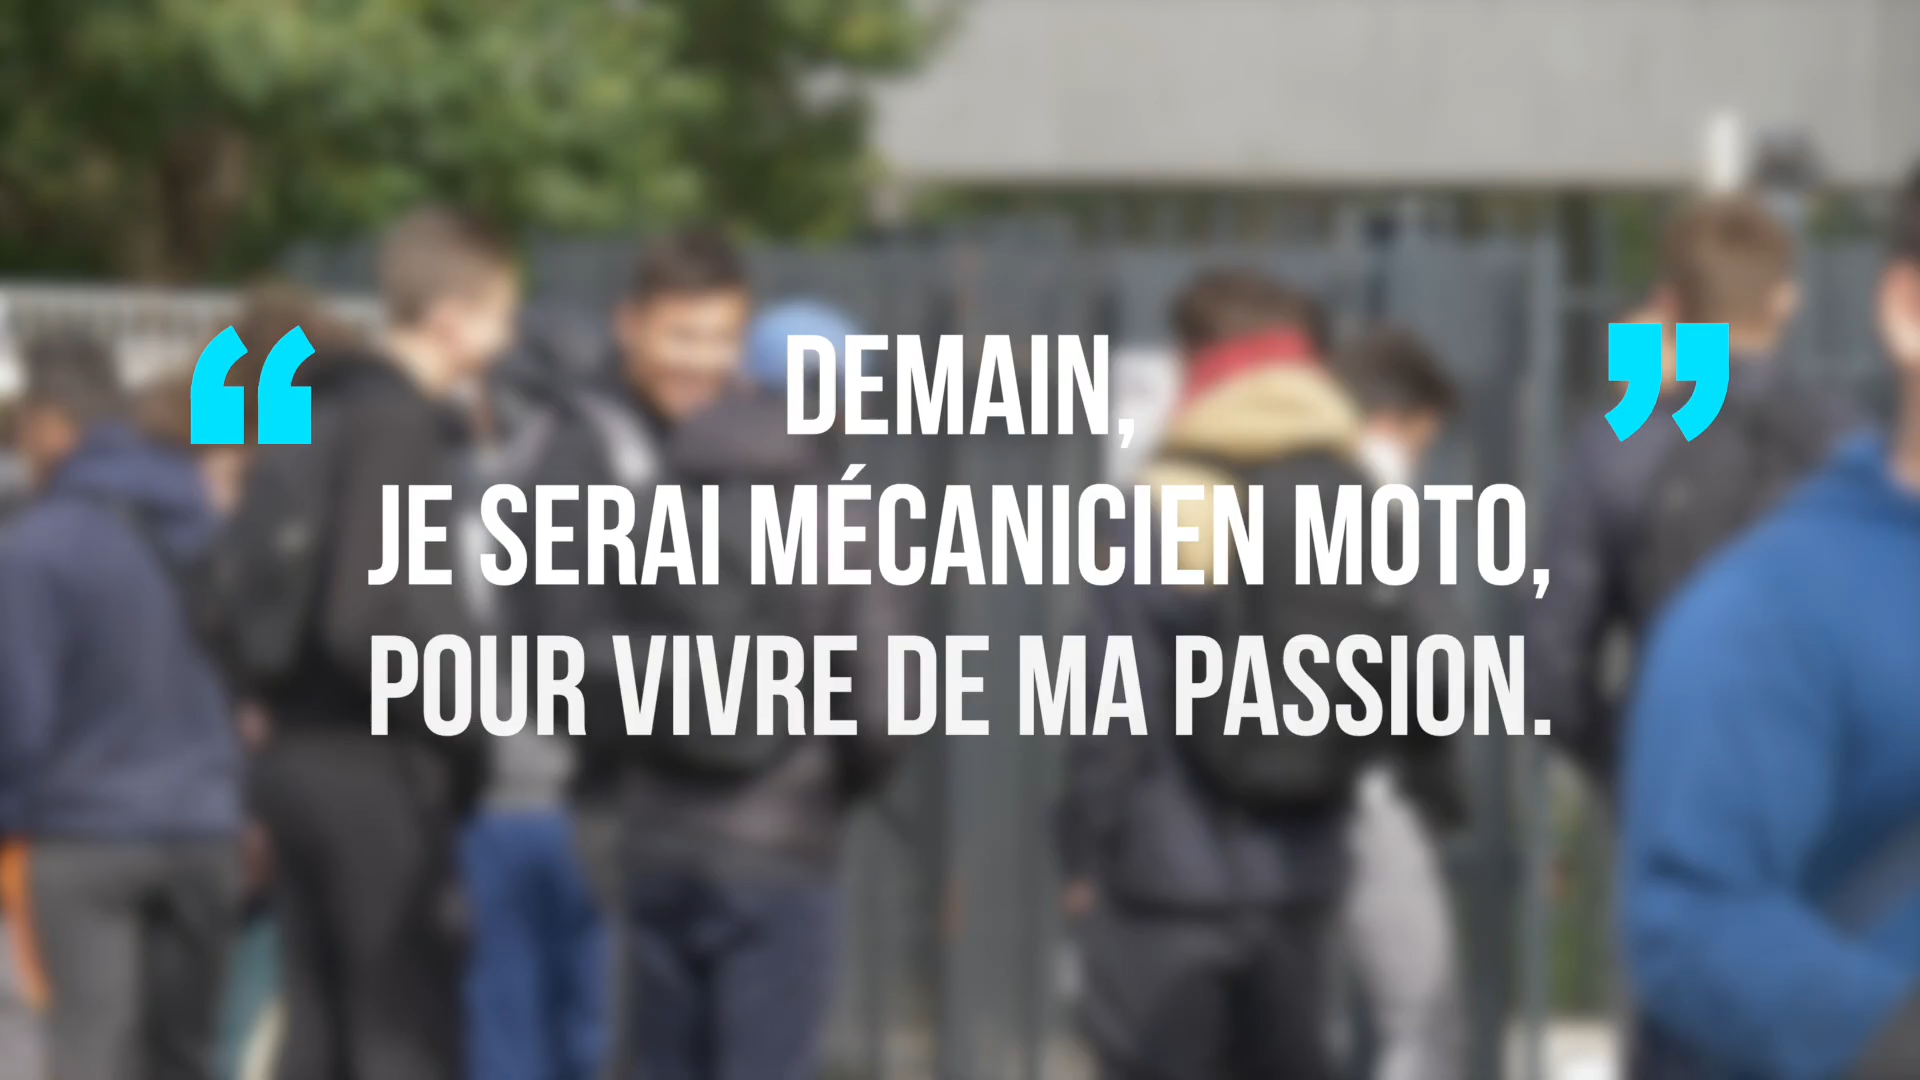 “ DEMAIN, ”
JE SERAI MÉCANICIEN MOTO,
POUR VIVRE DE MA PASSION.